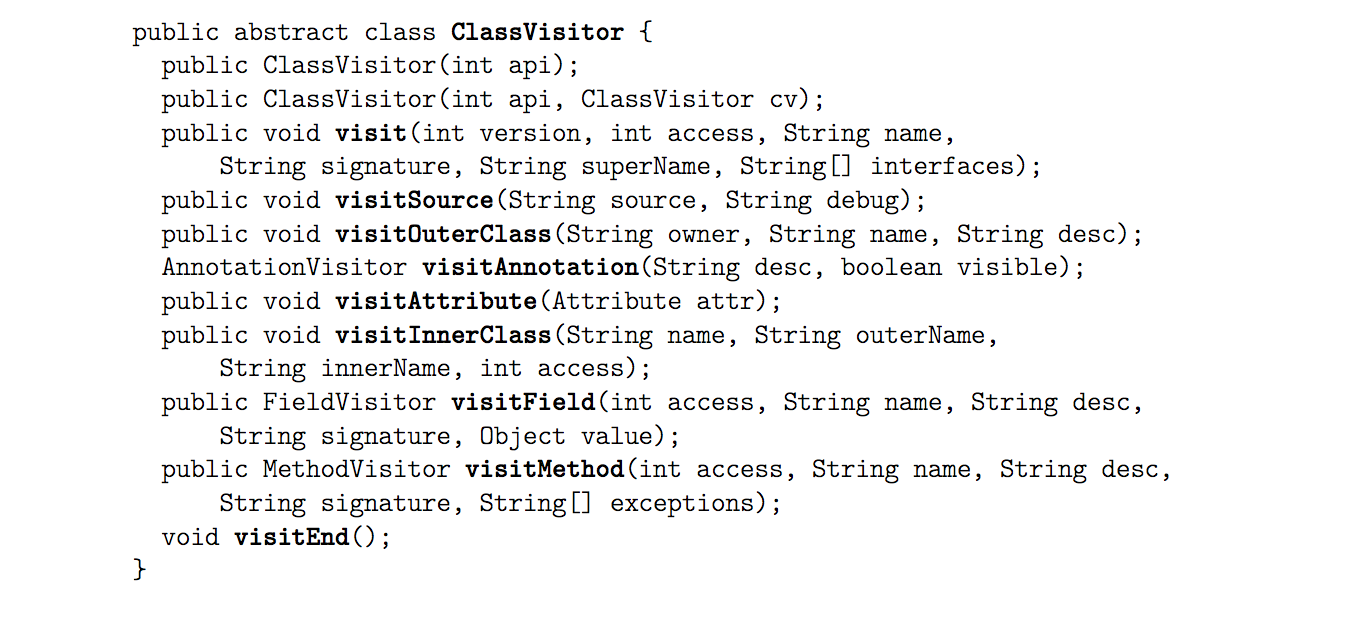 public abstract class ClassVisitor {
public ClassVisitor(int api);
public ClassVisitor(int api, ClassVisitor cv);
public void visit(int version, int access, String name,
String signature, String superName, String[] interfaces);
public void visitSource(String source, String debug);
public void visitOuterClass(String owner, String name, String desc);
AnnotationVisitor visitAnnotation(String desc, boolean visible);
public void visitAttribute(Attribute attr);
public void visitInnerClass(String name, String outerName,
String innerName, int access);
public FieldVisitor visitField(int access, String name, String desc,
String signature, Object value);
public MethodVisitor visitMethod(int access, String name, String desc,
String signature, String[] exceptions);
void visitEnd();
}